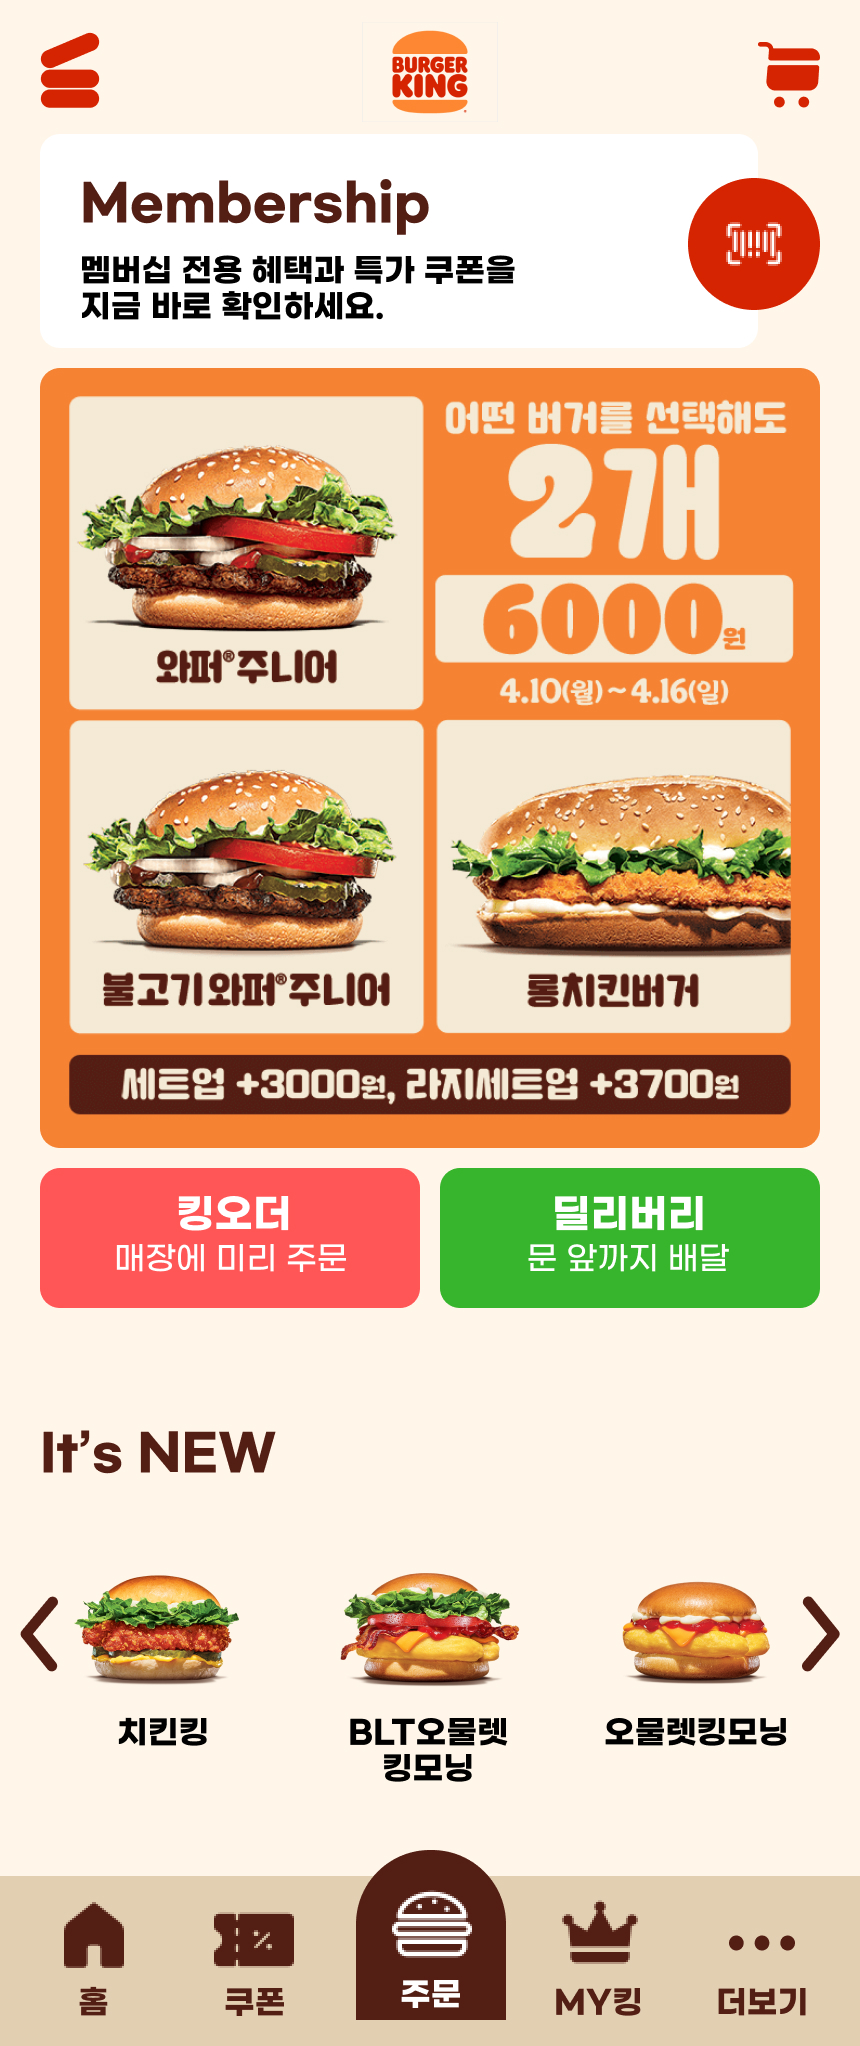 BURGER
KING
Membership
멤버십 전용 혜택과 특가 쿠폰을
지금 바로 확인하세요.
어떤 버거를 선택해도
2개
6000원
4.10(월)~4.16(일)
와퍼®주니어
불고기와퍼®주니어
롱치킨버거
세트업 +3000원, 라지세트업 +3700원
킹오더
매장에 미리 주문
딜리버리
문 앞까지 배달
It's NEW
치킨킹
BLT오믈렛
킹모닝
오믈렛킹모닝
홈
쿠폰
주문
MY킹
더보기